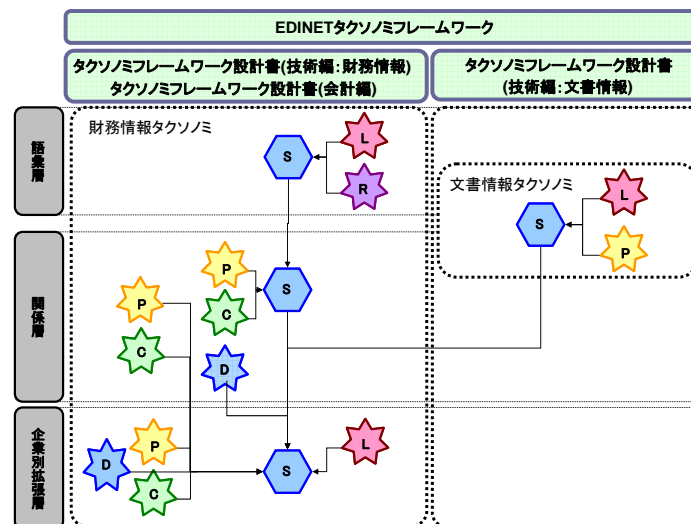 EDINETタクソノミフレームワーク
タクソノミフレームワーク設計書(技術編:財務情報)
タクソノミフレームワーク設計書(会計編)
タクソノミフレームワーク設計書
(技術編:文書情報)
語彙層
財務情報タクソノミ
L
S
R
文書情報タクソノミ
L
S
P
関係層
P
S
C
P
C
D
企業別拡張層
P
L
D
S
C